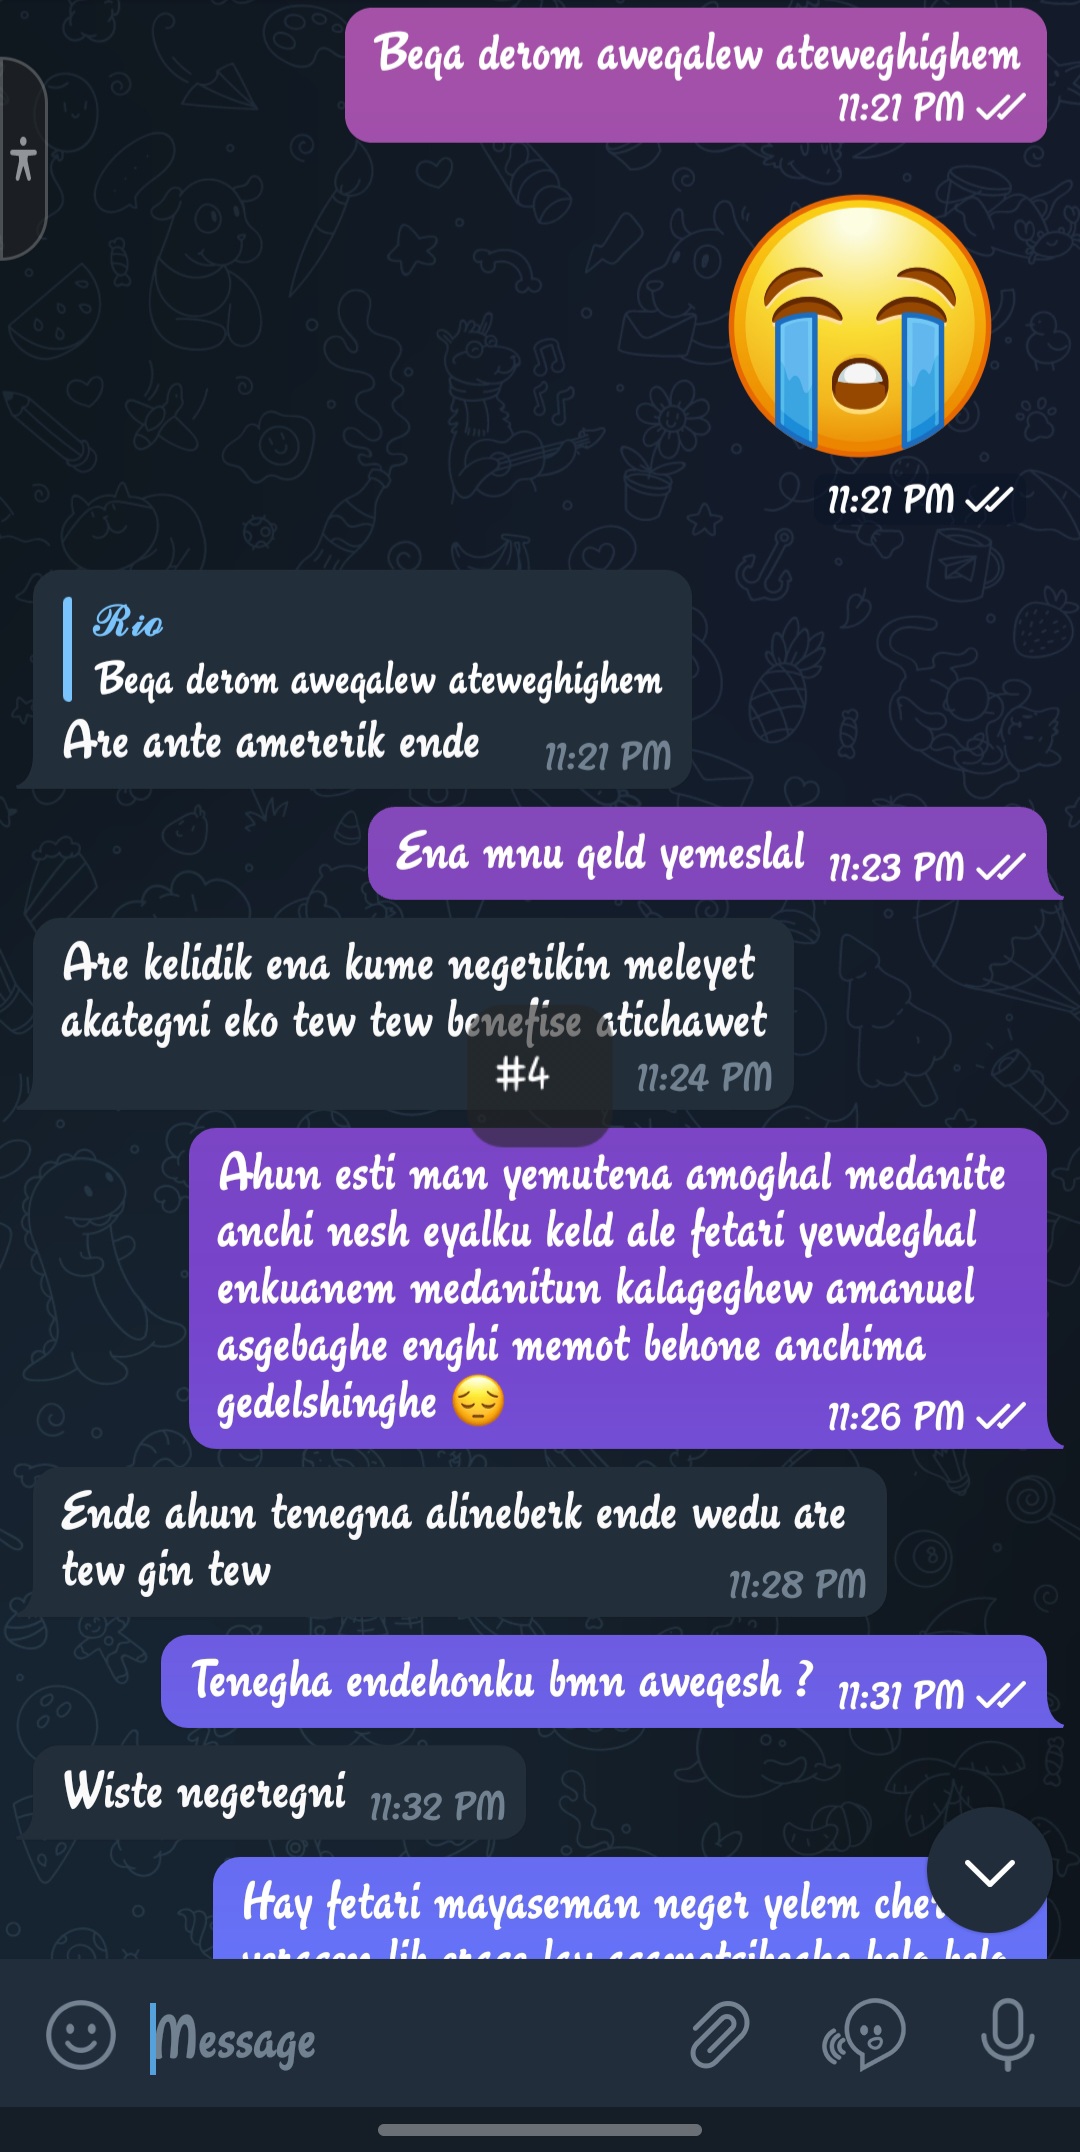 Beqa derom aweqalew ateweghighem
11:21 PM
11:21 PM
Rio
Beqa derom aweqalew ateweghighem
Are ante amererik ende 11:21 PM
Ena mnu qeld yemeslal 11:23 PM
Are kelidik ena kume negerikin meleyet
akategni eko tew tew benefise atichawet
#4
11:24 PM
Ahun esti man yemutena amoghal medanite
anchi nesh eyalku keld ale fetari yewdeghal
enkuanem medanitun kalageghew amanuel
asgebaghe enghi memot behone anchima
gedelshinghe 😔 11:26 PM
Ende ahun tenegna alineberk ende wedu are
tew gin tew 11:28 PM
Tenegha endehonku bmn aweqesh ? 11:31 PM
Wiste negeregni 11:32 PM
Hay fetari mayaseman neger yelem
Message